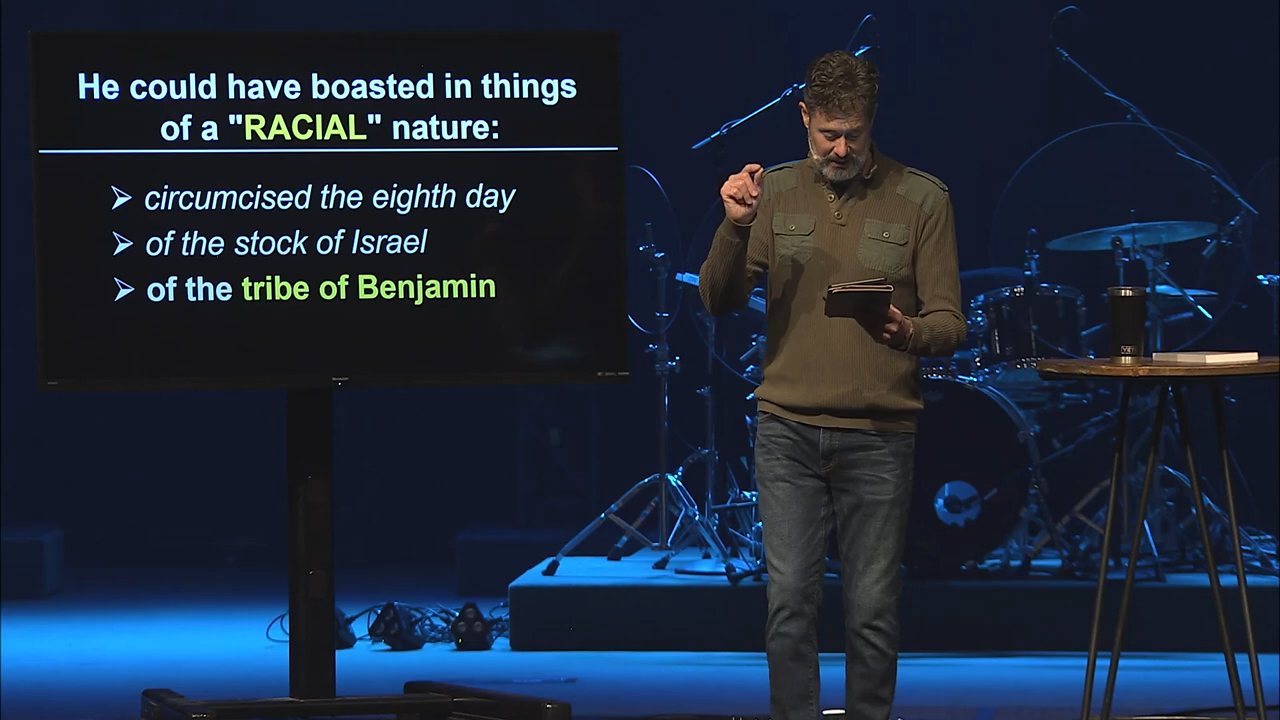 He could have boasted in things
of a "RACIAL" nature:
➢ circumcised the eighth day
➢ of the stock of Israel
➢ of the tribe of Benjamin
YETI